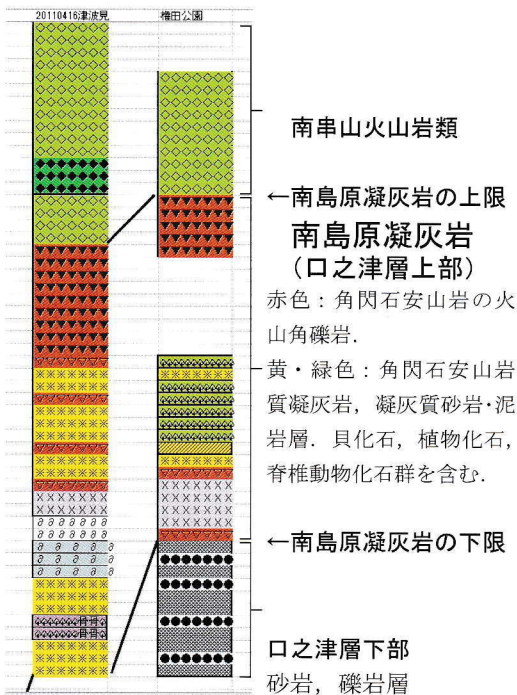 20110416津波見
権田公園
南串山火山岩類
←南島原凝灰岩の上限
南島原凝灰岩
(口之津層上部)
赤色：角閃石安山岩の火
山角礫岩.
黄・緑色：角閃石安山岩
質凝灰岩，凝灰質砂岩・泥
岩層．貝化石，植物化石，
脊椎動物化石群を含む.
←南島原凝灰岩の下限
口之津層下部
砂岩，礫岩層